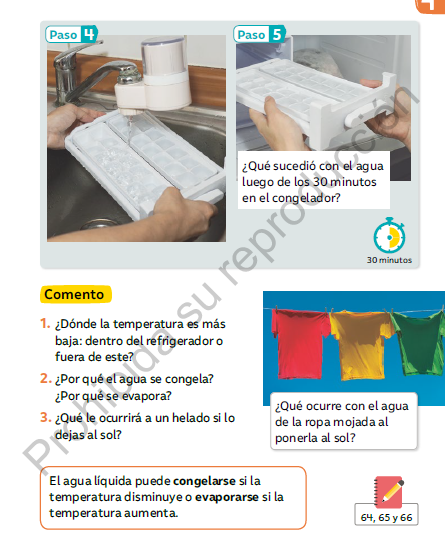 Paso 4
Paso 5
¿Qué sucedió con el agua
luego de los 30 minutos
en el congelador?
30 minutos
Comento
1. ¿Dónde la temperatura es más
baja: dentro del refrigerador o
fuera de este?
2. ¿Por qué el agua se congela?
¿Por qué se evapora?
3. ¿Qué le ocurrirá a un helado si lo
dejas al sol?
¿Qué ocurre con el agua
de la ropa mojada al
ponerla al sol?
El agua líquida puede congelarse si la
temperatura disminuye o evaporarse si la
temperatura aumenta.
64, 65 y 66
Prohibida su reproducción